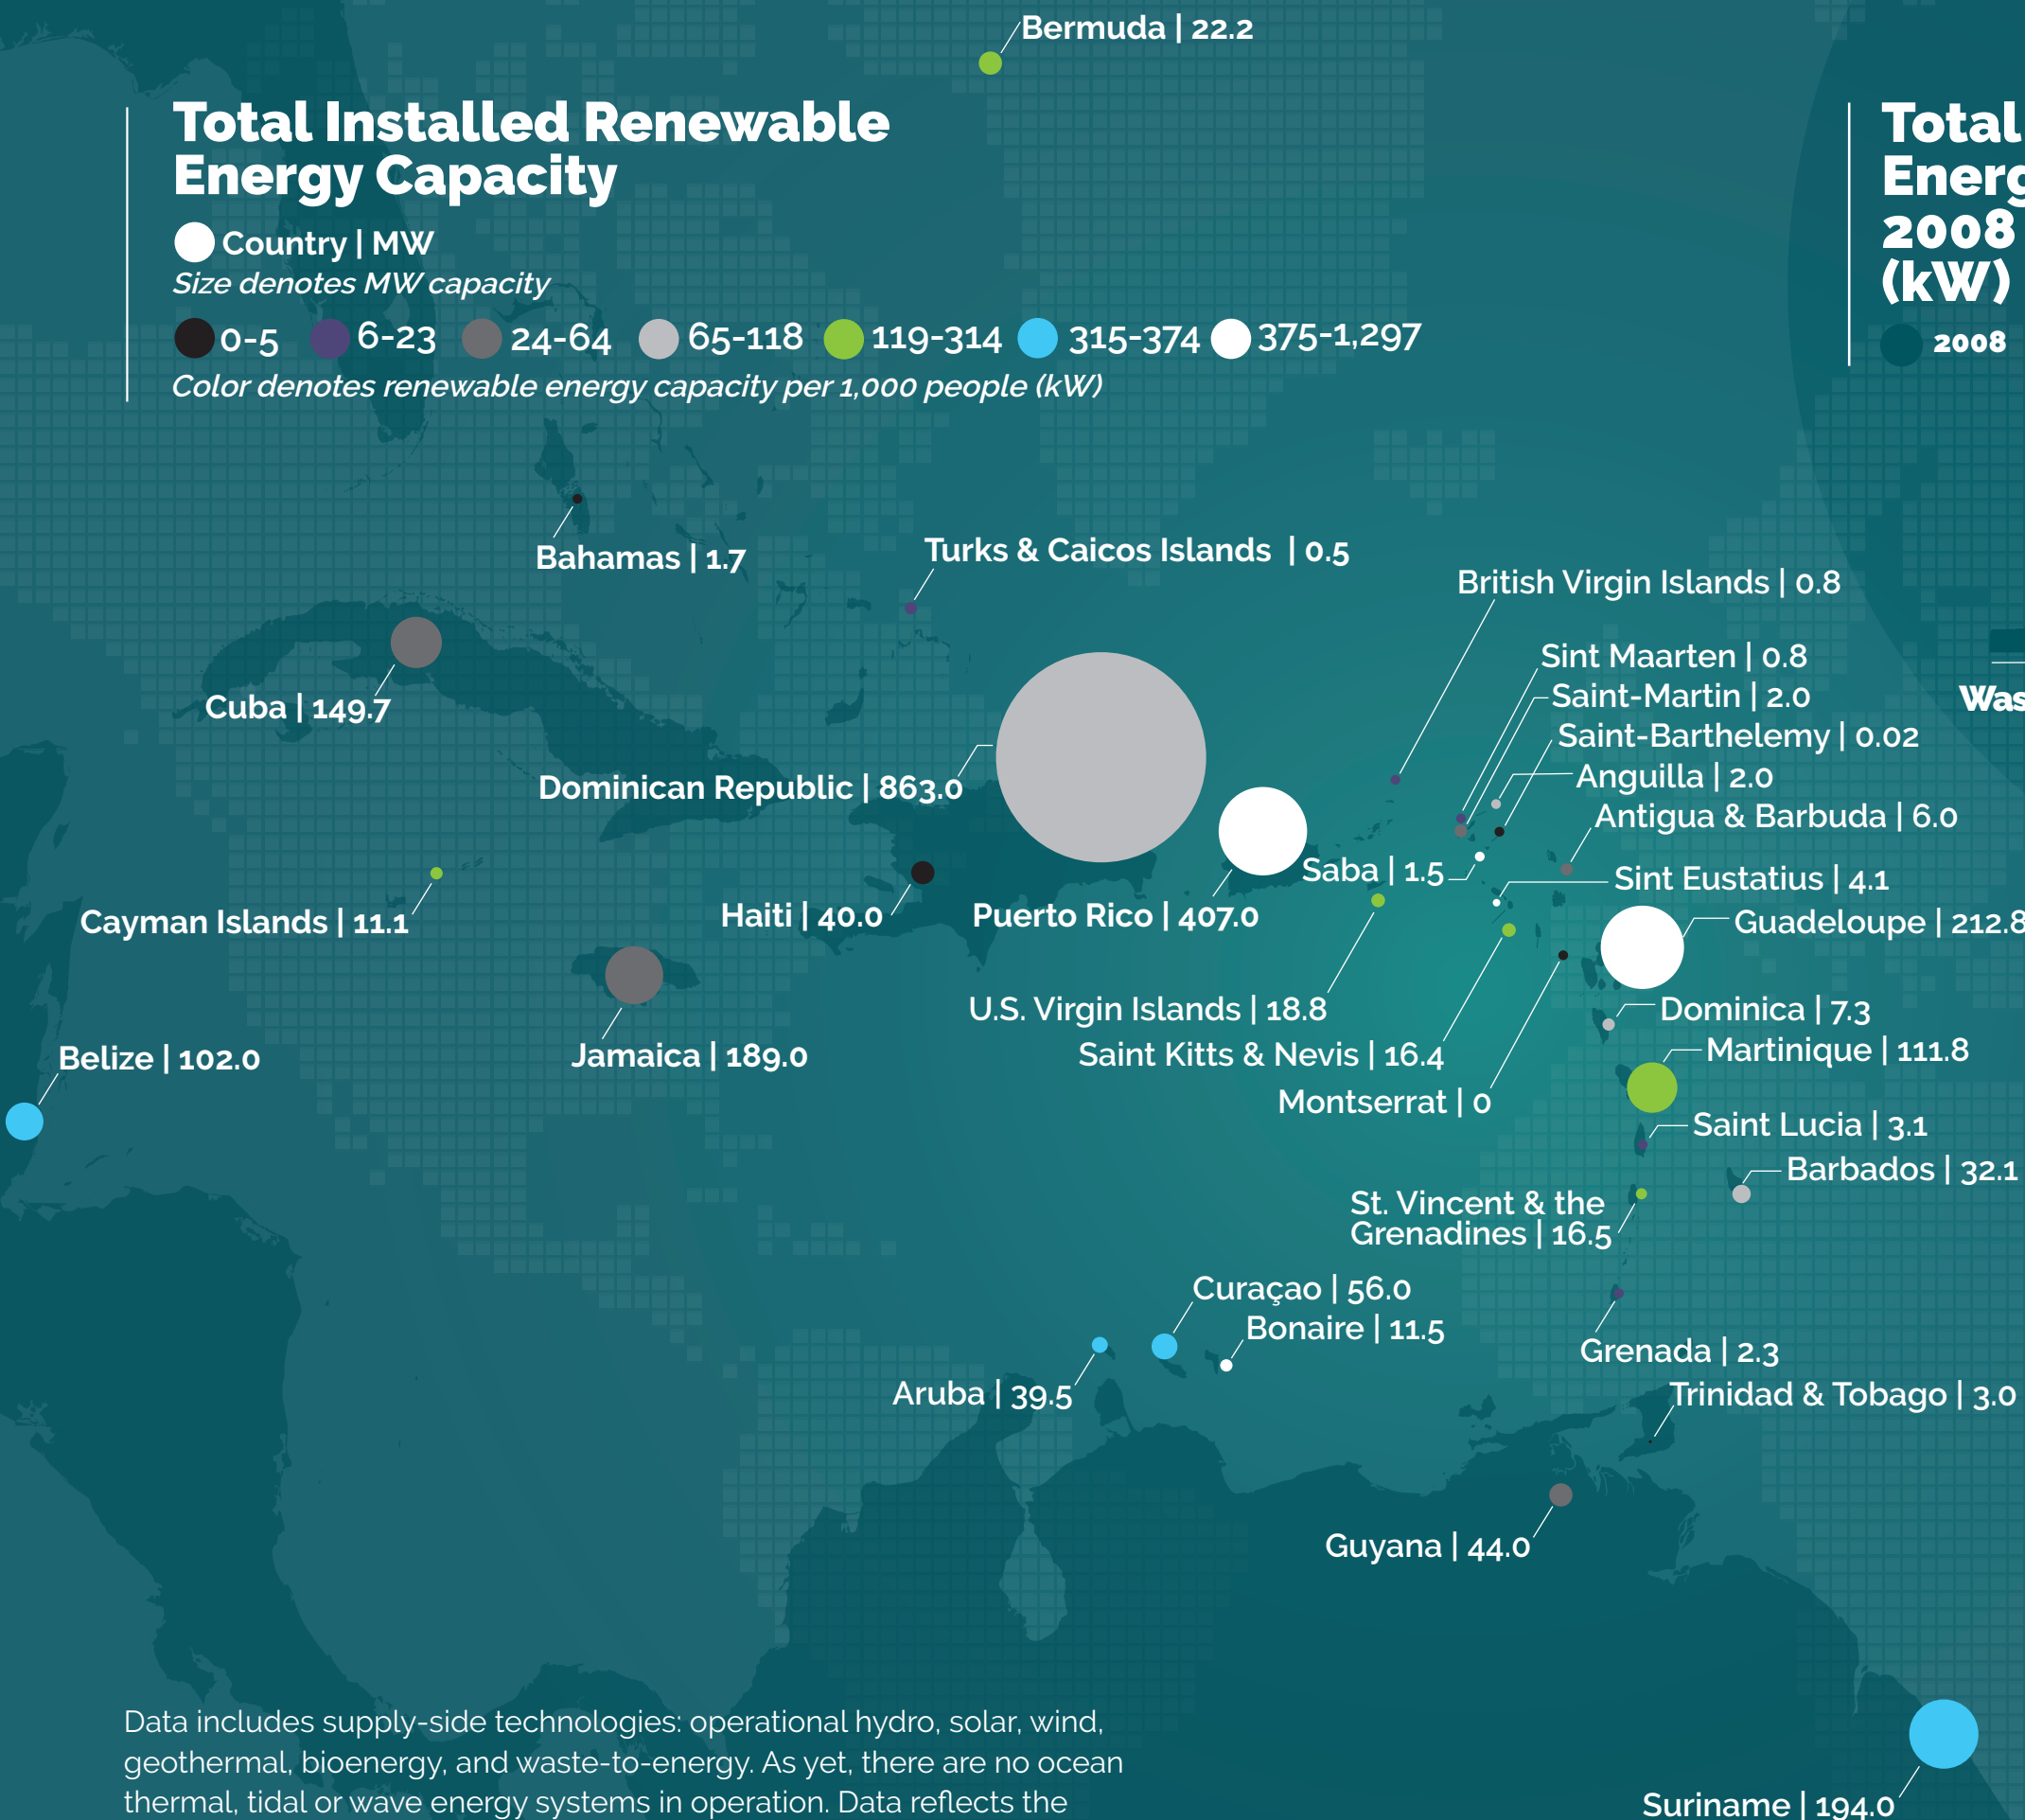 Bermuda | 22.2
Total Installed Renewable
Energy Capacity
Country | MW
Size denotes MW capacity
0-5 6-23 24-64 65-118 119-314 315-374 375-1,297
Color denotes renewable energy capacity per 1,000 people (kW)
Total
Energ
2008
(kW)
2008
Bahamas | 1.7
Turks & Caicos Islands | 0.5
British Virgin Islands | 0.8
Sint Maarten | 0.8
Saint-Martin | 2.0
Was
Cuba | 149.7
Saint-Barthelemy | 0.02
Anguilla | 2.0
Dominican Republic | 863.0
Antigua & Barbuda | 6.0
Saba | 1.5
Sint Eustatius | 4.1
Cayman Islands | 11.1
Haiti | 40.0
Puerto Rico | 407.0
Guadeloupe | 212.8
U.S. Virgin Islands | 18.8
Dominica | 7.3
Belize | 102.0
Jamaica | 189.0
Saint Kitts & Nevis | 16.4
Martinique | 111.8
Montserrat | 0
Saint Lucia | 3.1
Barbados | 32.1
St. Vincent & the
Grenadines | 16.5
Curaçao | 56.0
Bonaire | 11.5
Grenada | 2.3
Aruba | 39.5
Trinidad & Tobago | 3.0
Guyana | 44.0
Data includes supply-side technologies: operational hydro, solar, wind,
geothermal, bioenergy, and waste-to-energy. As yet, there are no ocean
thermal, tidal or wave energy systems in operation. Data reflects the
Suriname | 194.0